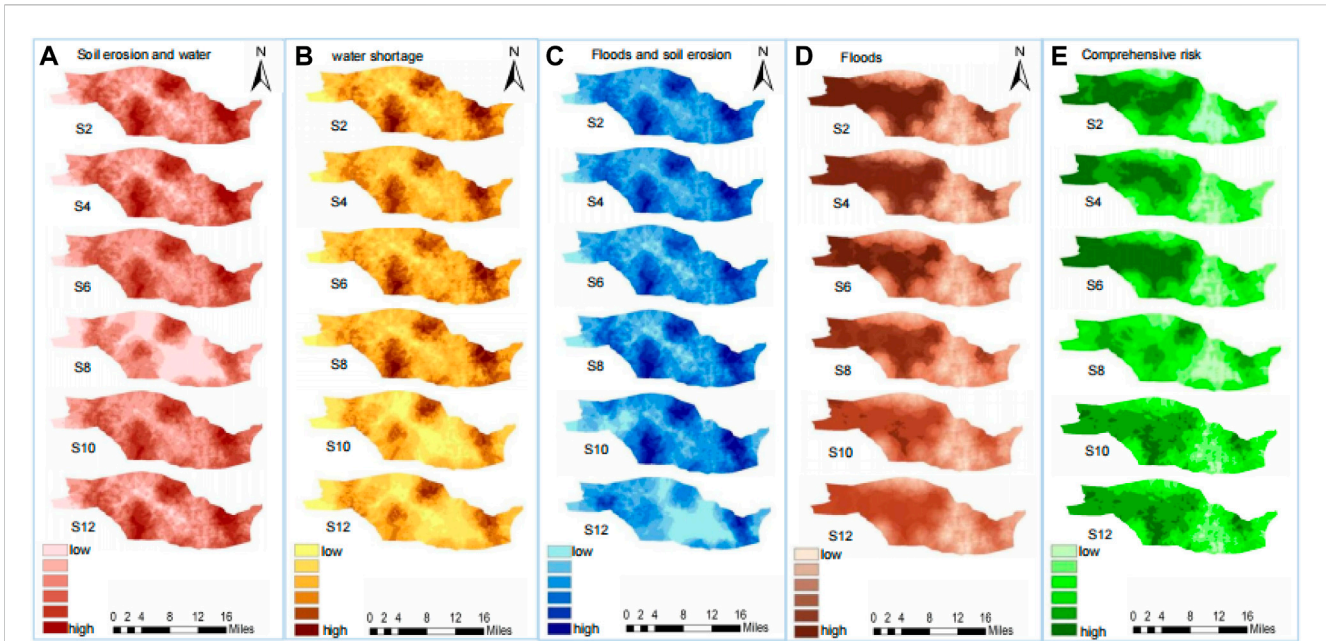 A
Soil erosion and water
S2
S4
S6
S8
S10
S12
low
high
0 2 4 8 12 16
Miles
B
water shortage
N
S2
S4
S6
S8
S10
S12
low
high
0 2 4 8 12 16
Miles
C
Floods and soil erosion
N
S2
S4
S6
S8
S10
S12
low
high
0 2 4 8 12 16
Miles
D
Floods
N
S2
S4
S6
S8
S10
S12
low
high
0 2 4 8 12 16
Miles
E
Comprehensive risk
N
S2
S4
S6
S8
S10
S12
low
high
0 2 4 8 12 16
Miles